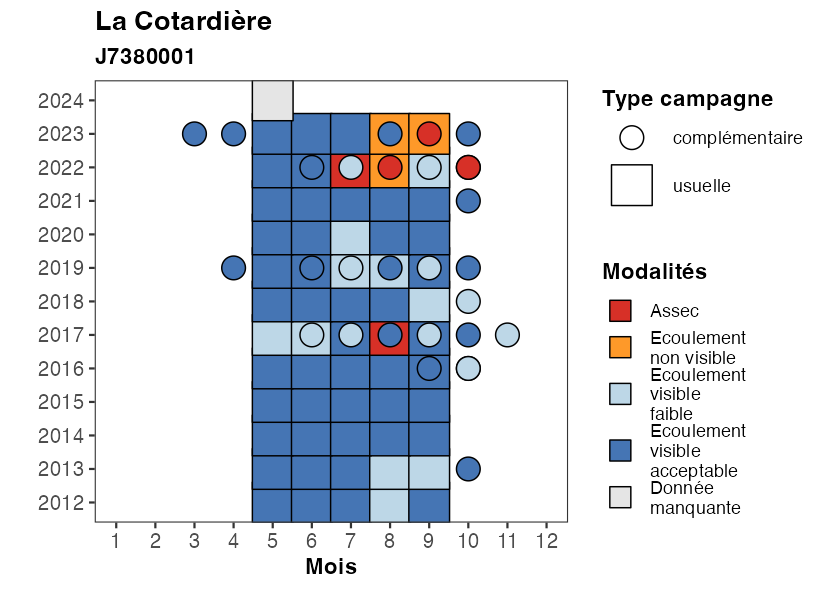 La Cotardière
J7380001
2024
2023
2022
2021
2020
2019
2018
2017
2016
2015
2014
2013
2012
1 2 3 4 5 6 7 8 9 10 11 12
Mois
Type campagne
complémentaire
usuelle
Modalités
Assec
Ecoulement
non visible
Ecoulement
visible
faible
Ecoulement
visible
acceptable
Donnée
manquante